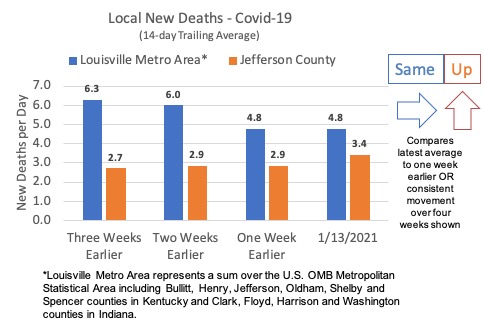 Local New Deaths - Covid-19
(14-day Trailing Average)
Louisville Metro Area* Jefferson County
Same Up
7.0
6.0
5.0
4.0
3.0
2.0
1.0
0.0
New Deaths per Day
6.3 2.7 6.0 2.9 4.8 2.9 4.8 3.4
Three Weeks Earlier
Two Weeks Earlier
One Week Earlier
1/13/2021
Compares
latest average
to one week
earlier OR
consistent
movement
over four
weeks shown
*Louisville Metro Area represents a sum over the U.S. OMB Metropolitan
Statistical Area including Bullitt, Henry, Jefferson, Oldham, Shelby and
Spencer counties in Kentucky and Clark, Floyd, Harrison and Washington
counties in Indiana.